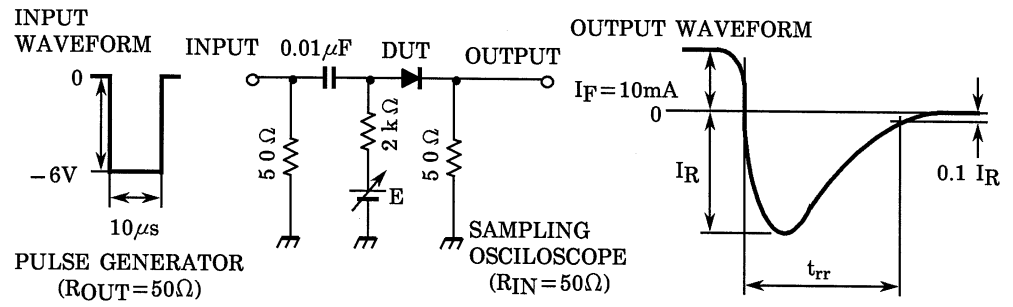 INPUT
WAVEFORM
0
−6V
10μs
PULSE GENERATOR
(ROUT=50Ω)
INPUT
0.01μF
DUT
OUTPUT
50Ω
2kΩ
E
50Ω
SAMPLING
OSCILOSCOPE
(RIN=50Ω)
OUTPUT WAVEFORM
IF=10mA
0
IR
0.1 IR
trr